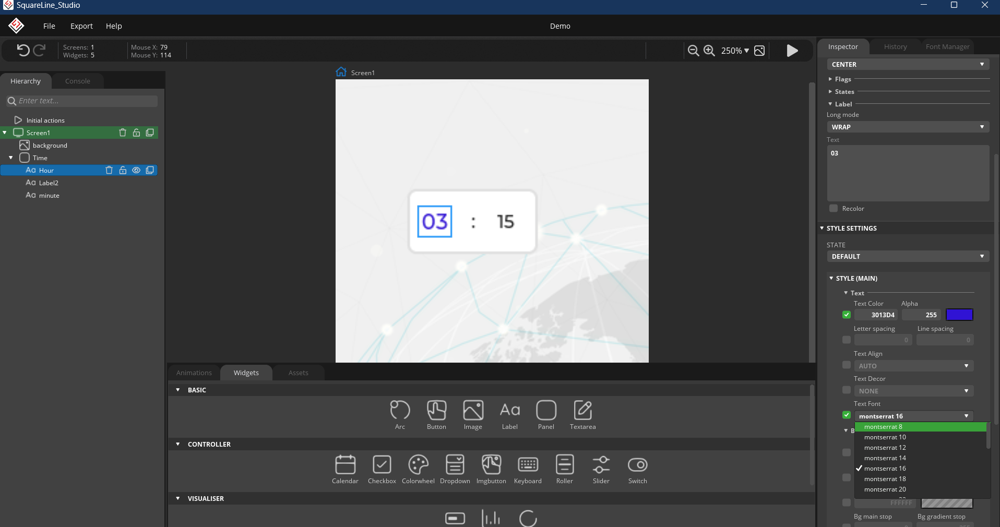 SquareLine_Studio
File Export Help Demo
Screens: 1
Widgets: 5
Mouse X: 79
Mouse Y: 114
250%
Inspector History Font Manager
Hierarchy Console
Enter text...
Initial actions
Screen1
background
Time
Aa Hour
Aa Label2
Aa minute
Screen1
03 : 15
Animations Widgets Assets
BASIC
Aa
Arc Button Image Label Panel Textarea
CONTROLLER
Calendar Checkbox Colorwheel Dropdown Imgbutton Keyboard Roller Slider Switch
VISUALISER
CENTER
Flags
States
Label
Long mode
WRAP
Text
03
Recolor
STYLE SETTINGS
STATE
DEFAULT
STYLE (MAIN)
Text
Text Color Alpha
3013D4 255
Letter spacing Line spacing
0 0
Text Align
AUTO
Text Decor
NONE
Text Font
montserrat 16
B
montserrat 8
montserrat 10
montserrat 12
montserrat 14
montserrat 16
montserrat 18
montserrat 20
FFFFFF
Bg main stop Bg gradient stop